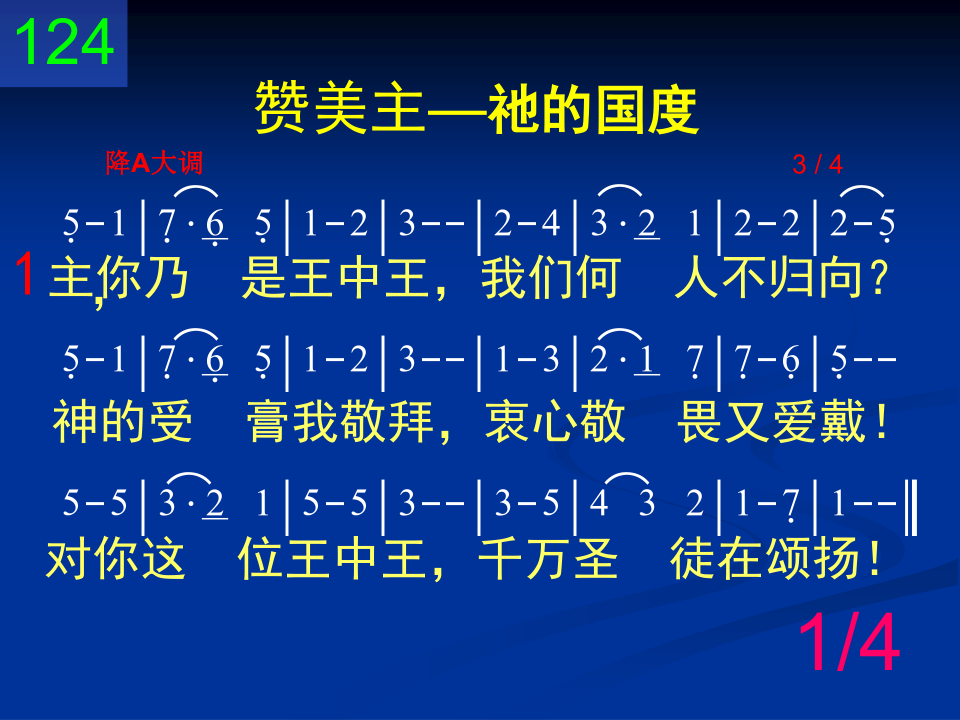 124
赞美主—祂的国度
降A大调 3 / 4
5-1|7·6 5|1-2|3--|2-4|3·2 1|2-2|2-5
1 主，你乃 是王中王，我们何 人不归向？
5-1|7·6 5|1-2|3--|1-3|2·1 7|7-6|5--
神的受 膏我敬拜，衷心敬 畏又爱戴！
5-5|3·2 1|5-5|3--|3-5|4 3 2|1-7|1--‖
对你这 位王中王，千万圣 徒在颂扬！
1/4